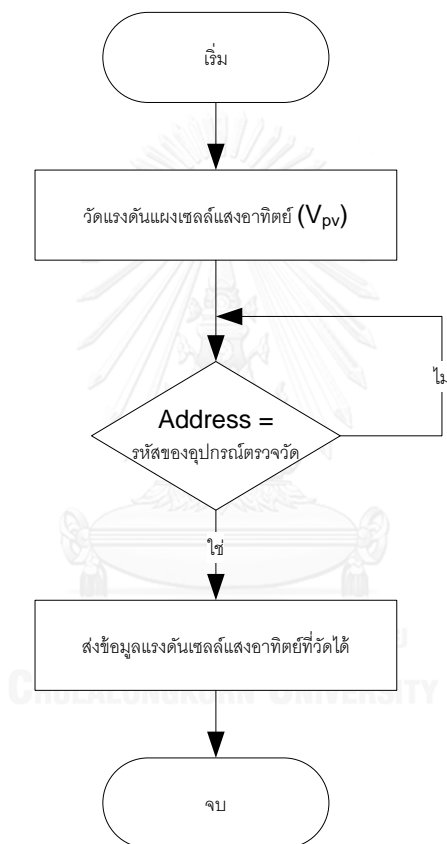 เริ่ม
วัดแรงดันแผงเซลล์แสงอาทิตย์ (Vpv)
Address =
รหัสของอุปกรณ์ตรวจวัด
ไม
ใช่
ส่งข้อมูลแรงดันเซลล์แสงอาทิตย์ที่วัดได้
CHULALONGKORN UNIVERSITY
จบ